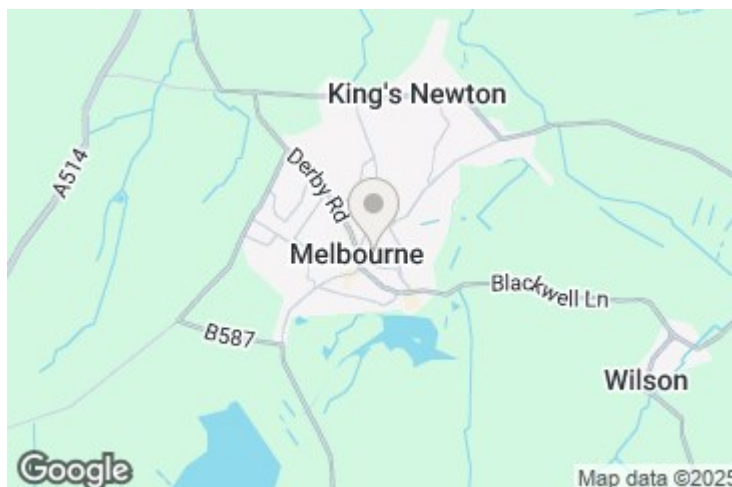 King's Newton
A514
Derby Rd
Melbourne
Blackwell Ln
B587
Wilson
Google
Map data ©2025